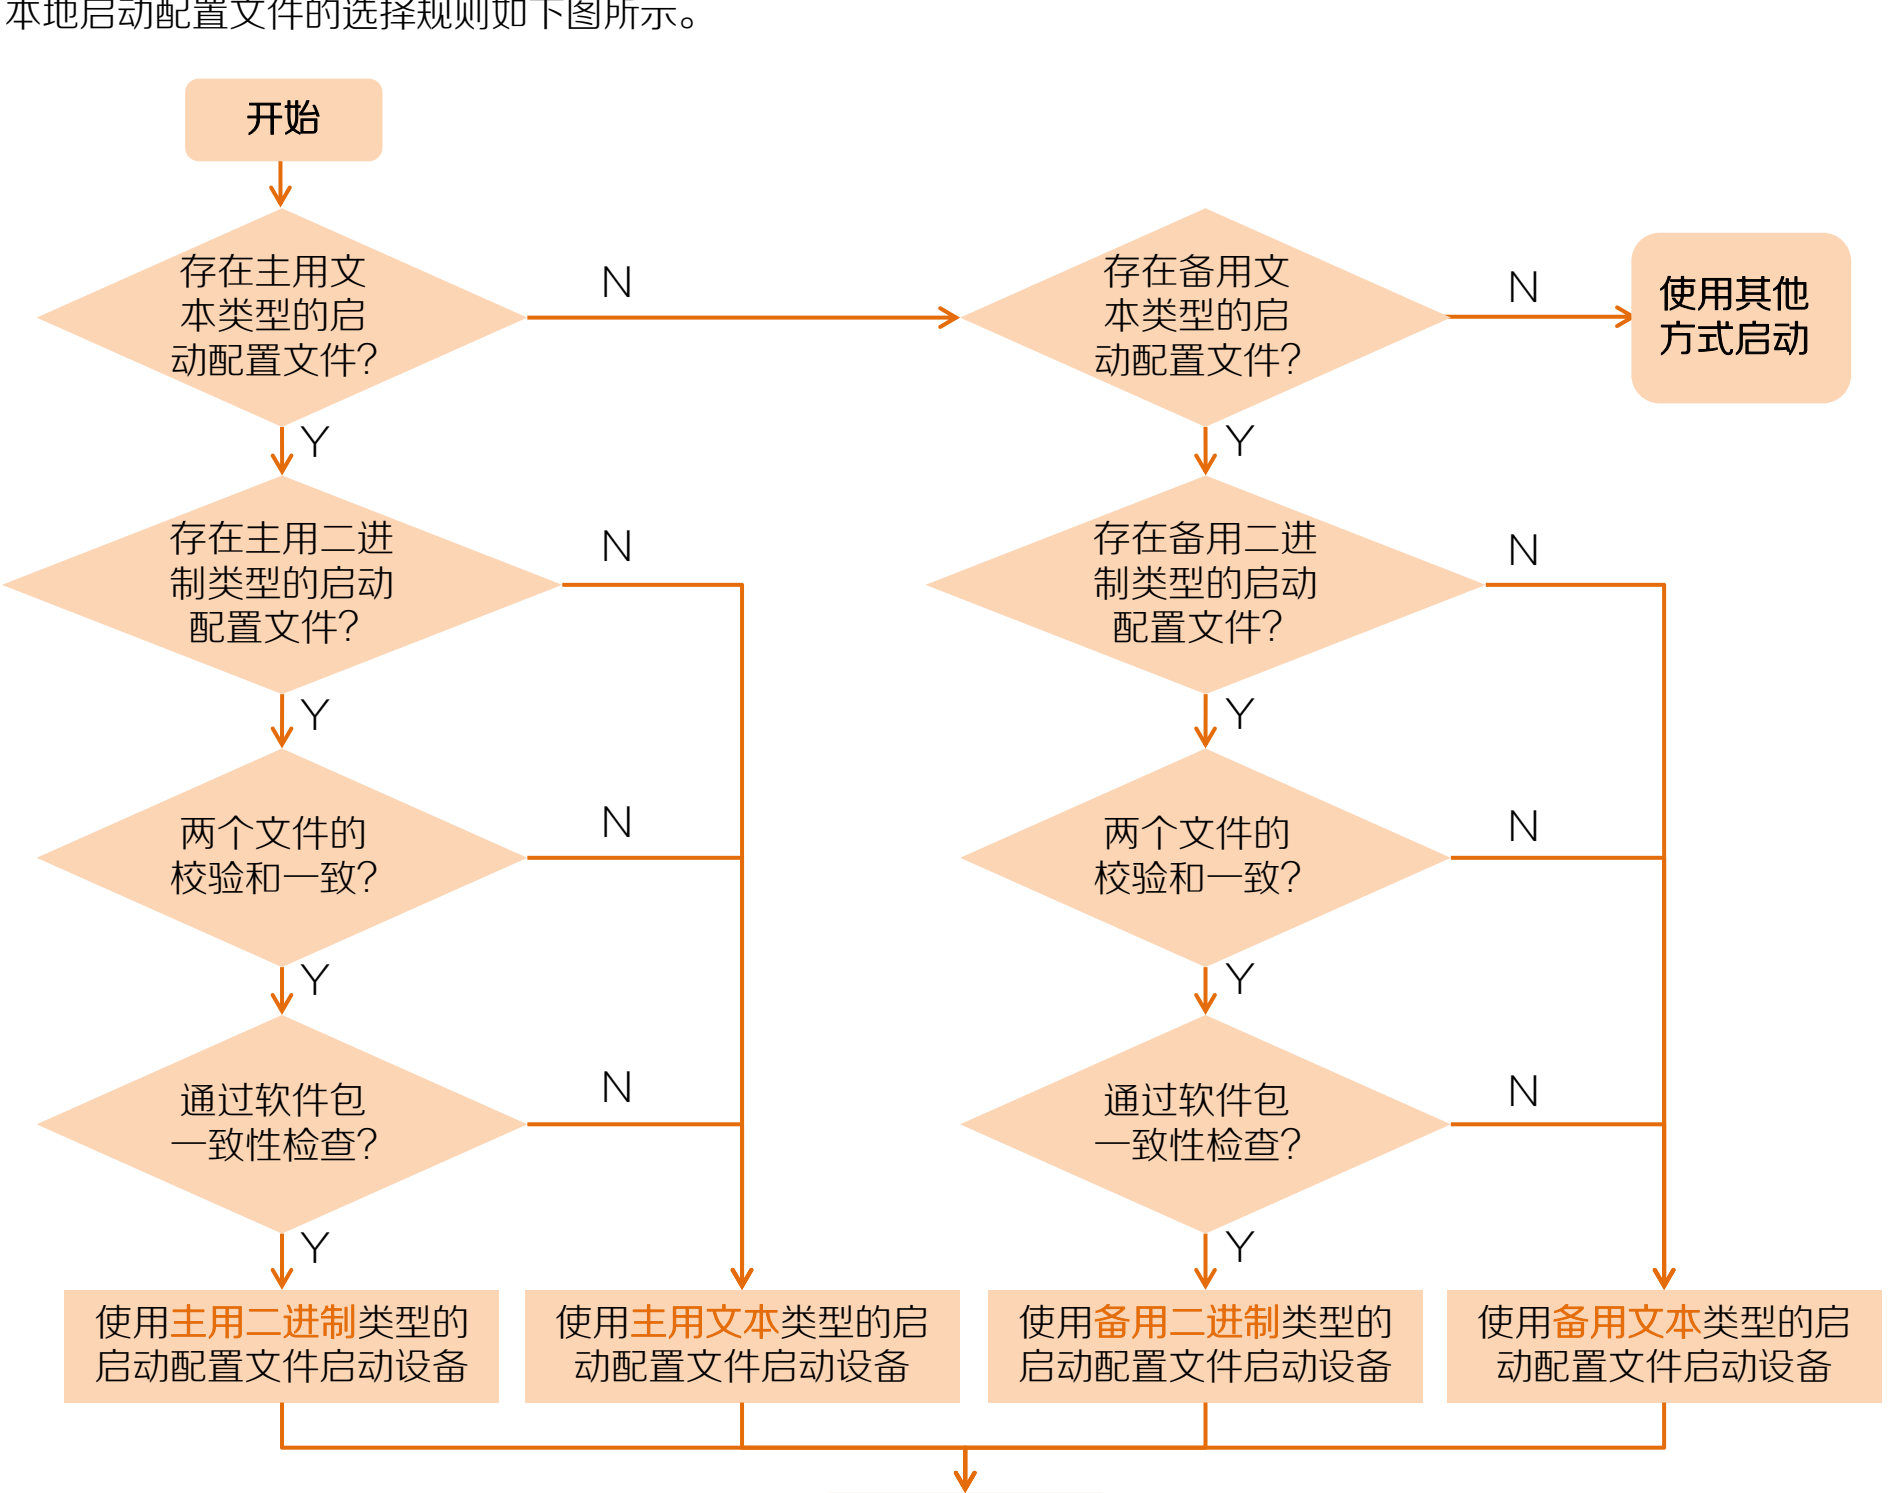 本地启动配置文件的选择规则如下图所示。
开始
存在主用文
本类型的启
动配置文件？
N
存在备用文
本类型的启
动配置文件？
N
使用其他
方式启动
Y
Y
存在主用二进
制类型的启动
配置文件？
N
存在备用二进
制类型的启动
配置文件？
N
Y
Y
两个文件的
校验和一致？
N
两个文件的
校验和一致？
N
Y
Y
通过软件包
一致性检查？
N
通过软件包
一致性检查？
N
Y
Y
使用主用二进制类型的
启动配置文件启动设备
使用主用文本类型的启
动配置文件启动设备
使用备用二进制类型的
启动配置文件启动设备
使用备用文本类型的启
动配置文件启动设备